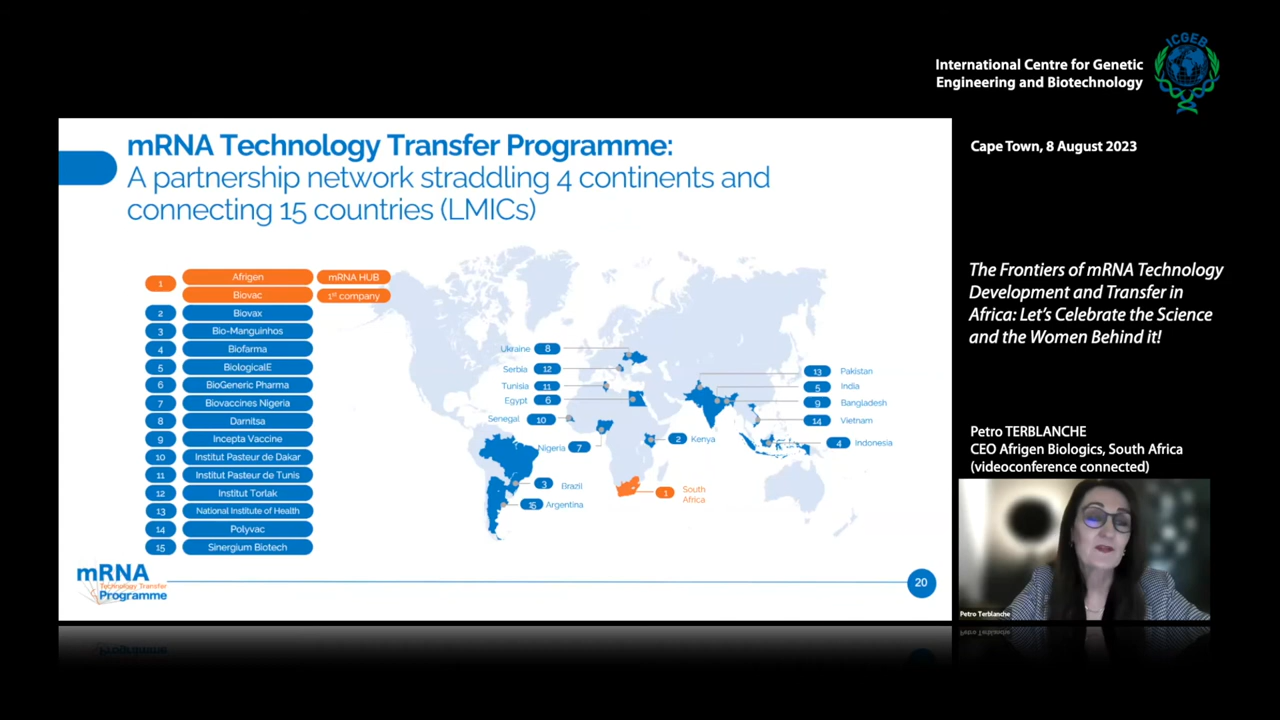 ICGEB
International Centre for Genetic
Engineering and Biotechnology
mRNA Technology Transfer Programme:
A partnership network straddling 4 continents and
connecting 15 countries (LMICs)
Cape Town, 8 August 2023
The Frontiers of mRNA Technology
Development and Transfer in
Africa: Let's Celebrate the Science
and the Women Behind it!
Petro TERBLANCHE
CEO Afrigen Biologics, South Africa
(videoconference connected)
1
Afrigen
mRNA HUB
Biovac
1st company
2 Biovax
3 Bio-Manguinhos
4 Biofarma
5 BiologicalE
6 BioGeneric Pharma
7 Biovaccines Nigeria
8 Darnitsa
9 Incepta Vaccine
10 Institut Pasteur de Dakar
11 Institut Pasteur de Tunis
12 Institut Torlak
13 National Institute of Health
14 Polyvac
15 Sinergium Biotech
Ukraine 8
Serbia 12
Tunisia 11
Egypt 6
Senegal 10
Nigeria 7
2 Kenya
3 Brazil
15 Argentina
1 South
Africa
13 Pakistan
5 India
9 Bangladesh
14 Vietnam
4 Indonesia
mRNA
Technology Transfer
Programme
20
Petro Terblanche